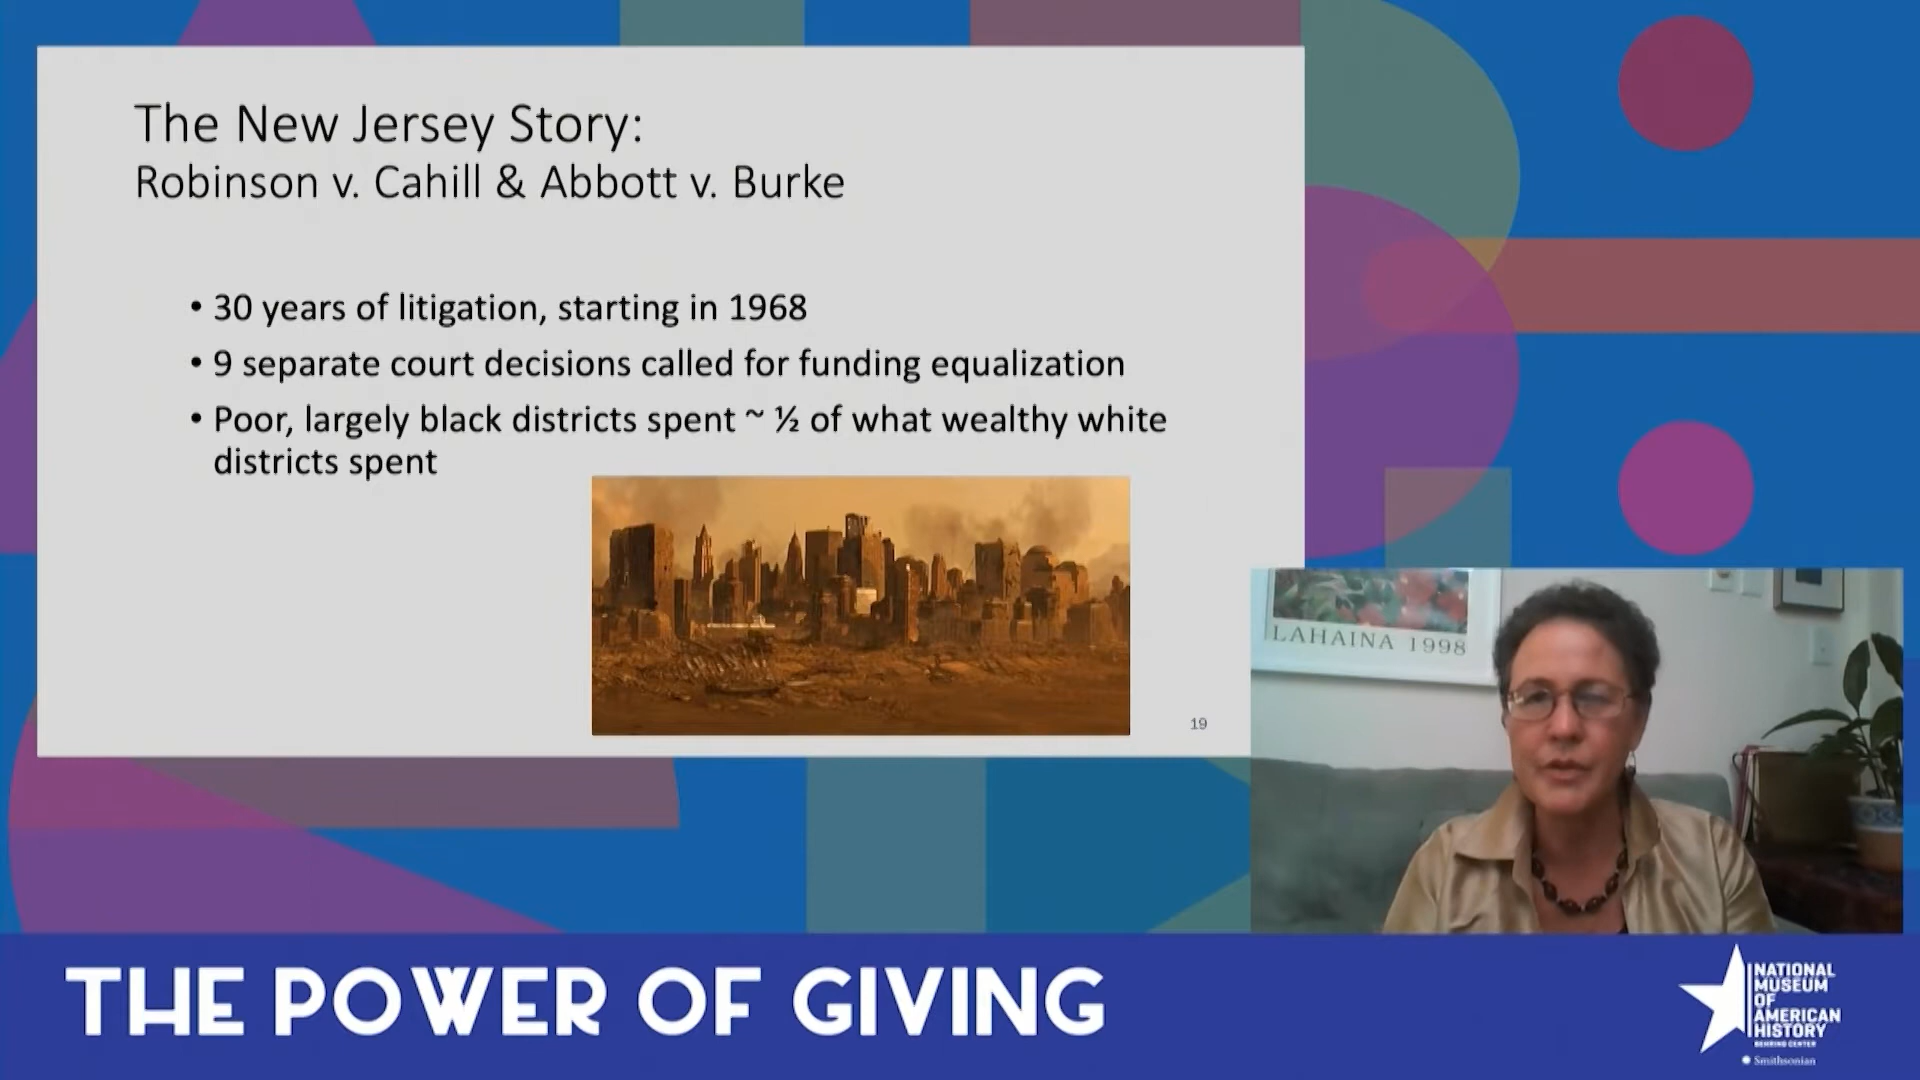 The New Jersey Story:
Robinson v. Cahill & Abbott v. Burke
• 30 years of litigation, starting in 1968
• 9 separate court decisions called for funding equalization
• Poor, largely black districts spent ~ ½ of what wealthy white
districts spent
19
LAHAINA 1998
THE POWER OF GIVING
NATIONAL
MUSEUM
OF
AMERICAN
HISTORY
BEHRING CENTER
Smithsonian